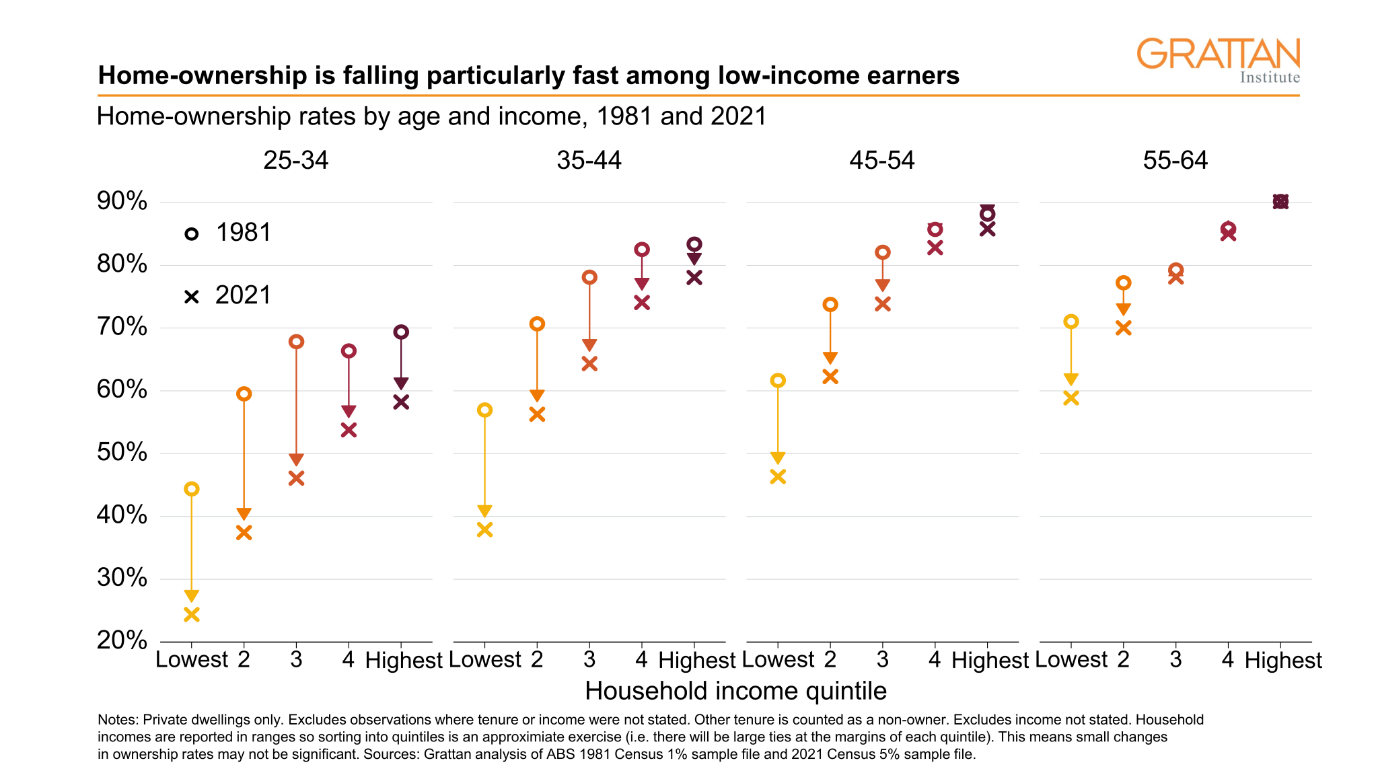 GRATTAN
Institute
Home-ownership is falling particularly fast among low-income earners
Home-ownership rates by age and income, 1981 and 2021
25-34 35-44 45-54 55-64
90%
1981
80%
2021
70%
60%
50%
40%
30%
20%
Lowest 2 3 4 Highest Lowest 2 3 4 Highest Lowest 2 3 4 Highest Lowest 2 3 4 Highest
Household income quintile
Notes: Private dwellings only. Excludes observations where tenure or income were not stated. Other tenure is counted as a non-owner. Excludes income not stated. Household
incomes are reported in ranges so sorting into quintiles is an approximiate exercise (i.e. there will be large ties at the margins of each quintile). This means small changes
in ownership rates may not be significant. Sources: Grattan analysis of ABS 1981 Census 1% sample file and 2021 Census 5% sample file.